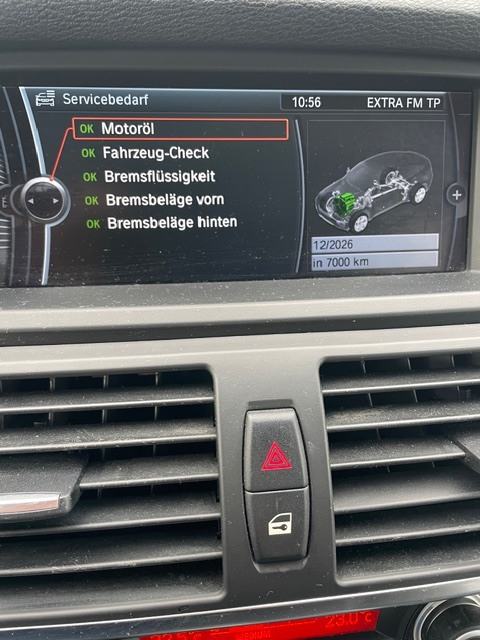 Servicebedarf
10:56
EXTRA FM TP
OK Motoröl
OK Fahrzeug-Check
OK Bremsflüssigkeit
OK Bremsbeläge vorn
OK Bremsbeläge hinten
12/2026
in 7000 km
23.0°C